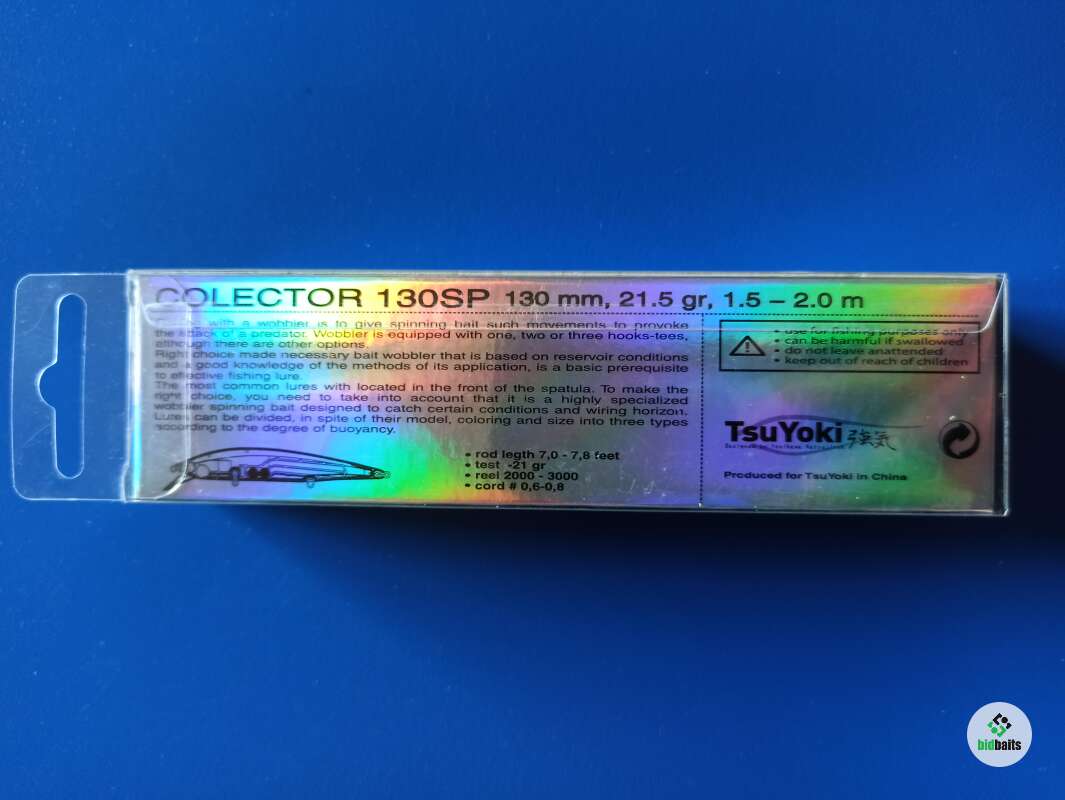 COLECTOR 130SP 130 mm, 21.5 gr, 1.5 – 2.0 m
with a wobbler is to give spinning bait such movements to provoke
the attack of a predator. Wobbler is equipped with one, two or three hooks-tees,
although there are other options.
Right choice made necessary bait wobbler that is based on reservoir conditions
and a good knowledge of the methods of its application, is a basic prerequisite
to effective fishing lure.
The most common lures with located in the front of the spatula. To make the
right choice, you need to take into account that it is a highly specialized
wobbler spinning bait designed to catch certain conditions and wiring horizon.
Lures can be divided, in spite of their model, coloring and size into three types
according to the degree of buoyancy.
• rod legth 7,0 - 7,8 feet
• test -21 gr
• reel 2000 - 3000
• cord # 0,6-0,8
• use for fishing purposes only
• can be harmful if swallowed
• do not leave anattended
• keep out of reach of children
TsuYoki 強気
Produced for TsuYoki in China
bidbaits